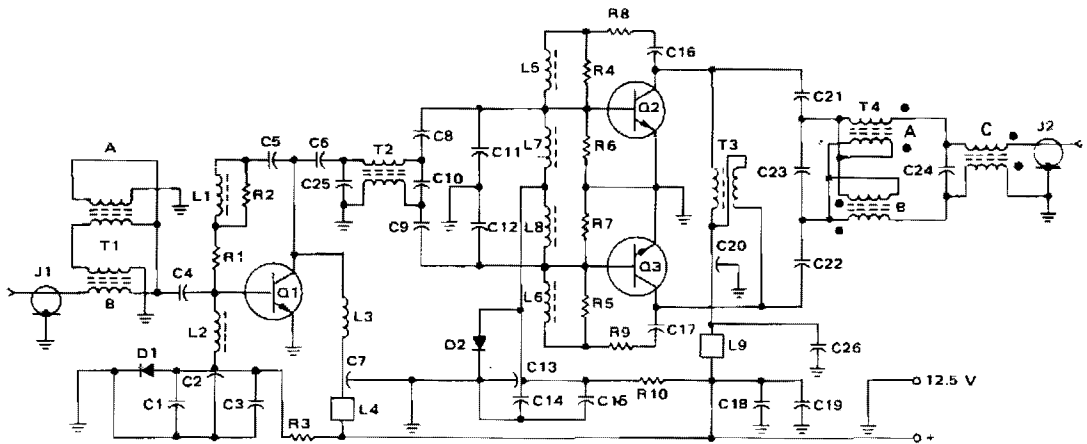 R8
C16
L5
R4
Q2
C21
T4
A
C
J2
A
C5
C6
T2
C8
L7
R6
T3
L1
R2
C25
C10
C11
C23
C24
T1
C9
C12
L8
R7
B
R1
C20
J1
B
C4
Q1
L6
Q3
C22
L2
L3
R5
D1
C7
D2
R9
C17
L9
C26
C2
C13
C1
C3
L4
C14
C15
R10
C18
C19
12.5 V
R3
+